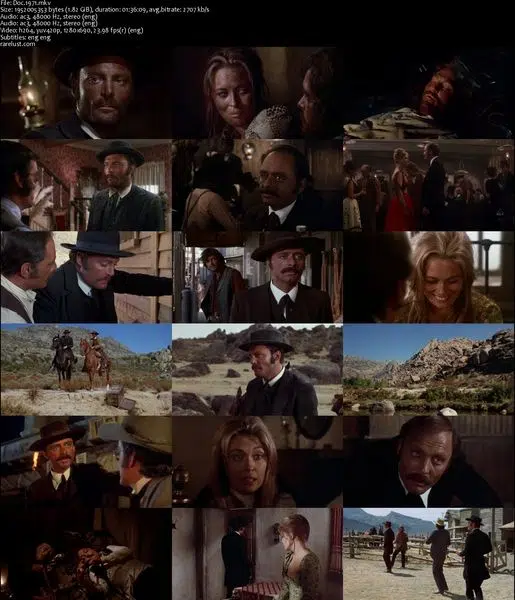 File: Doc.1971.mkv
Size: 1952005353 bytes (1.82 GiB), duration: 01:36:09, avg.bitrate: 2707 kb/s
Audio: ac3, 48000 Hz, stereo (eng)
Audio: ac3, 48000 Hz, stereo (eng)
Video: h264, yuv420p, 1280x690, 23.98 fps(r) (eng)
Subtitles: eng eng
rarelust.com